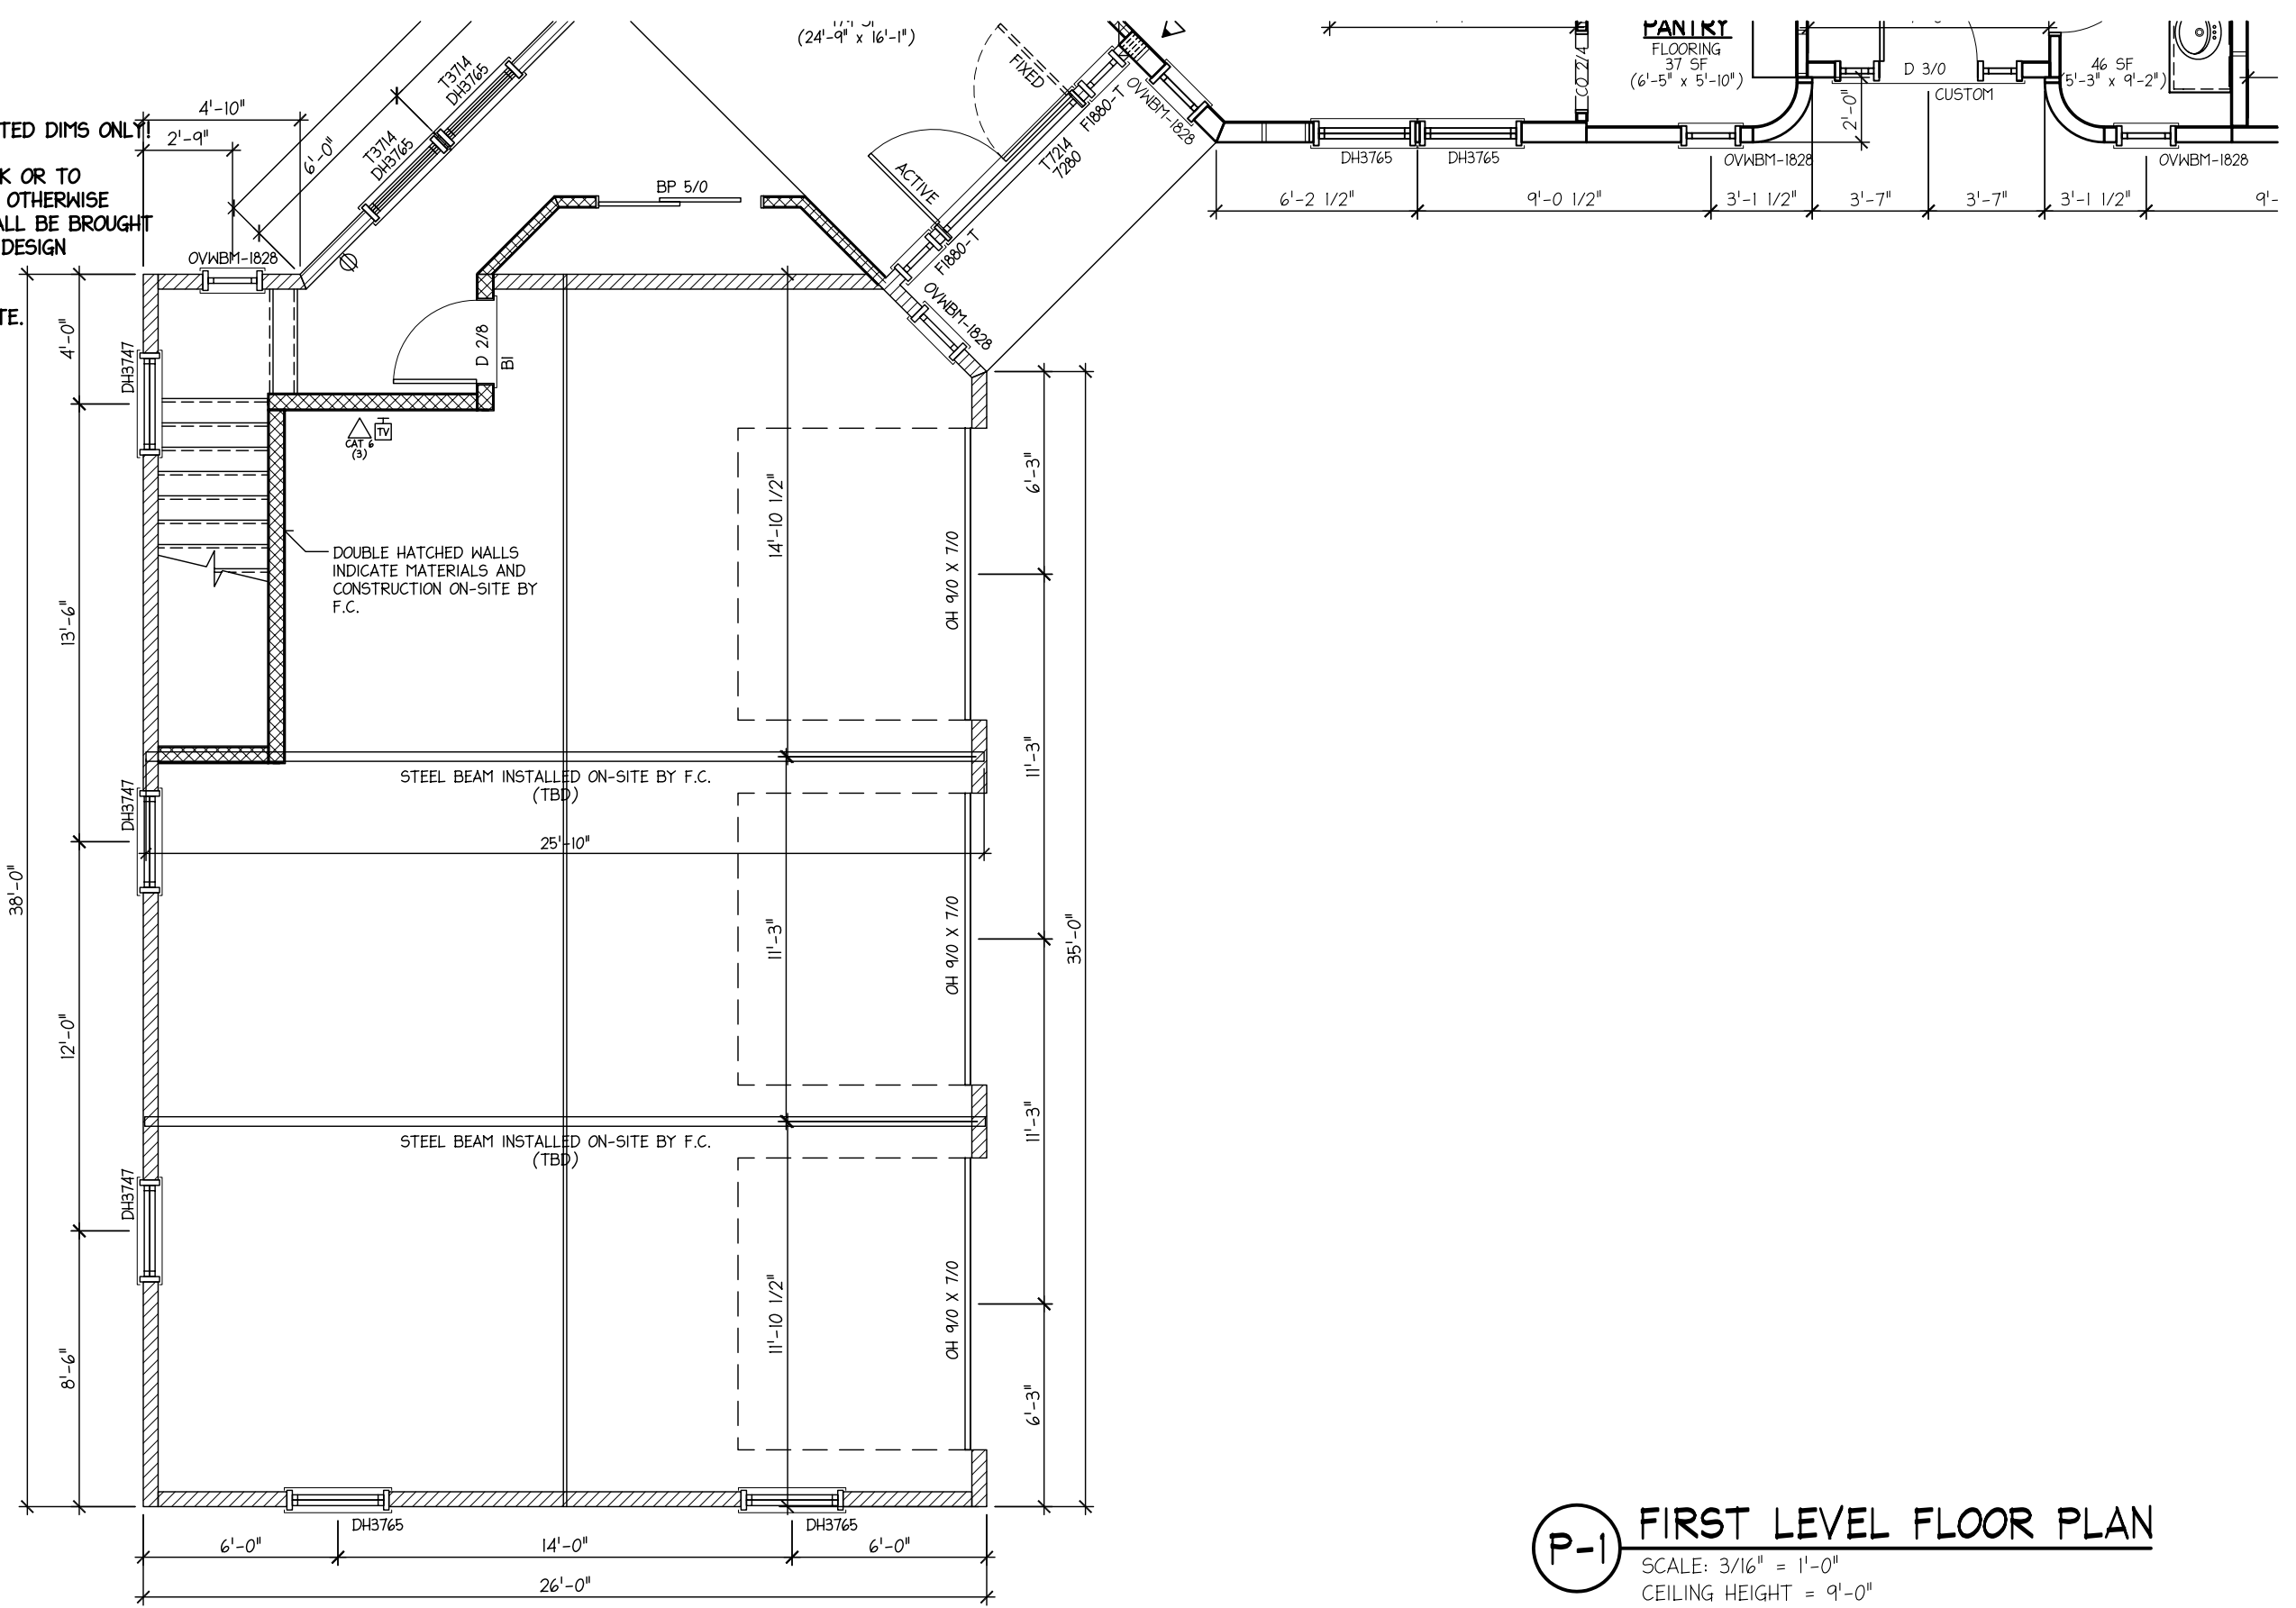 (24'-9" x 16'-1")
PANTRY
FLOORING
37 SF
(6'-5" x 5'-10")
46 SF
5'-3" x 9'-2")
D 3/0
CUSTOM
2'-0"
CO 2/4
FIXED
ACTIVE
F1880-T
T7214
7280
F1880-T
OVWBM-1828
OVWBM-1828
DH3765
DH3765
OVWBM-1828
OVWBM-1828
6'-2 1/2"
9'-0 1/2"
3'-1 1/2"
3'-7"
3'-7"
3'-1 1/2"
9'-
TED DIMS ONLY!
K OR TO
OTHERWISE
ALL BE BROUGHT
DESIGN
TE.
4'-10"
2'-9"
6'-0"
T3714
DH3765
T3714
DH3765
BP 5/0
OVWBM-1828
D 2/8
B1
CAT 6
(3)
TV
DOUBLE HATCHED WALLS
INDICATE MATERIALS AND
CONSTRUCTION ON-SITE BY
F.C.
DH3747
DH3747
DH3747
4'-0"
13'-6"
12'-0"
8'-6"
38'-0"
STEEL BEAM INSTALLED ON-SITE BY F.C.
(TBD)
25'-10"
STEEL BEAM INSTALLED ON-SITE BY F.C.
(TBD)
14'-10 1/2"
11'-3"
11'-10 1/2"
OH 9/0 X 7/0
OH 9/0 X 7/0
OH 9/0 X 7/0
6'-3"
11'-3"
11'-3"
6'-3"
35'-0"
DH3765
DH3765
6'-0"
14'-0"
6'-0"
26'-0"
P-1
FIRST LEVEL FLOOR PLAN
SCALE: 3/16" = 1'-0"
CEILING HEIGHT = 9'-0"